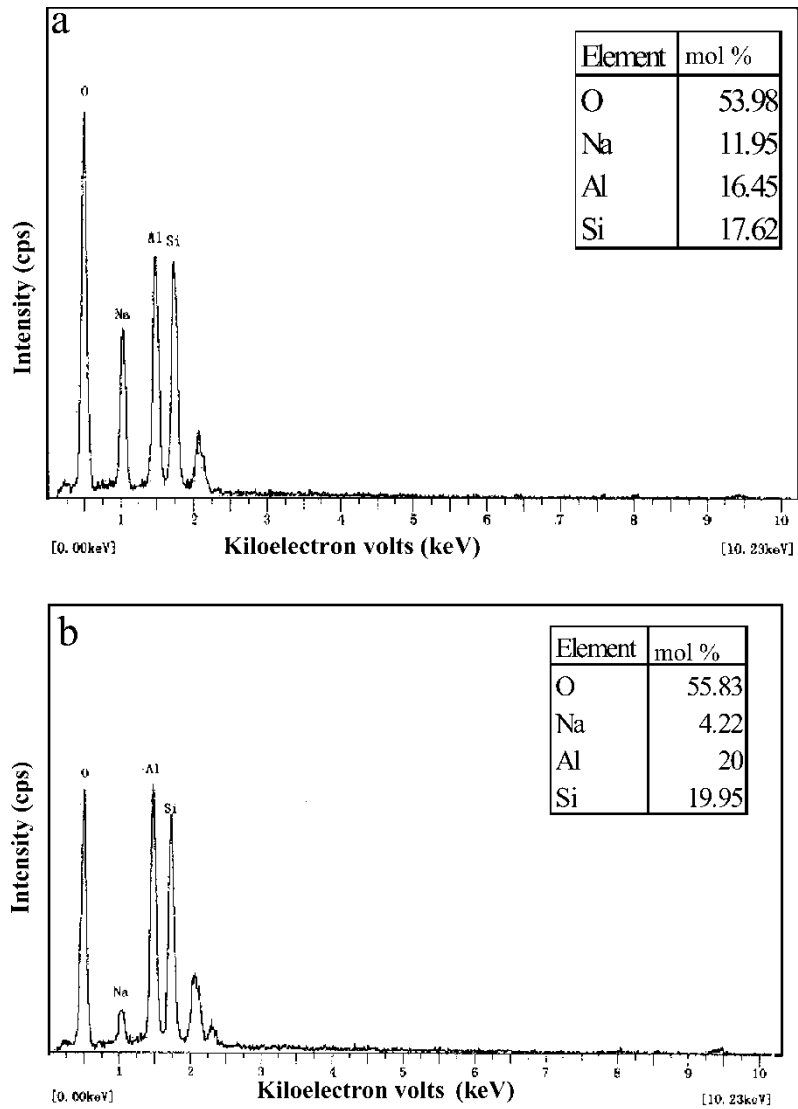 a
Element mol %
O 53.98
Na 11.95
Al 16.45
Si 17.62
O
Al Si
Na
Intensity (cps)
1 2 3 4 5 6 7 8 9 10
[0.00keV] Kiloelectron volts (keV) [10.23keV]
b
Element mol %
O 55.83
Na 4.22
Al 20
Si 19.95
O Al
Si
Na
Intensity (cps)
1 2 3 4 5 6 7 8 9 10
[0.00keV] Kiloelectron volts (keV) [10.23keV]